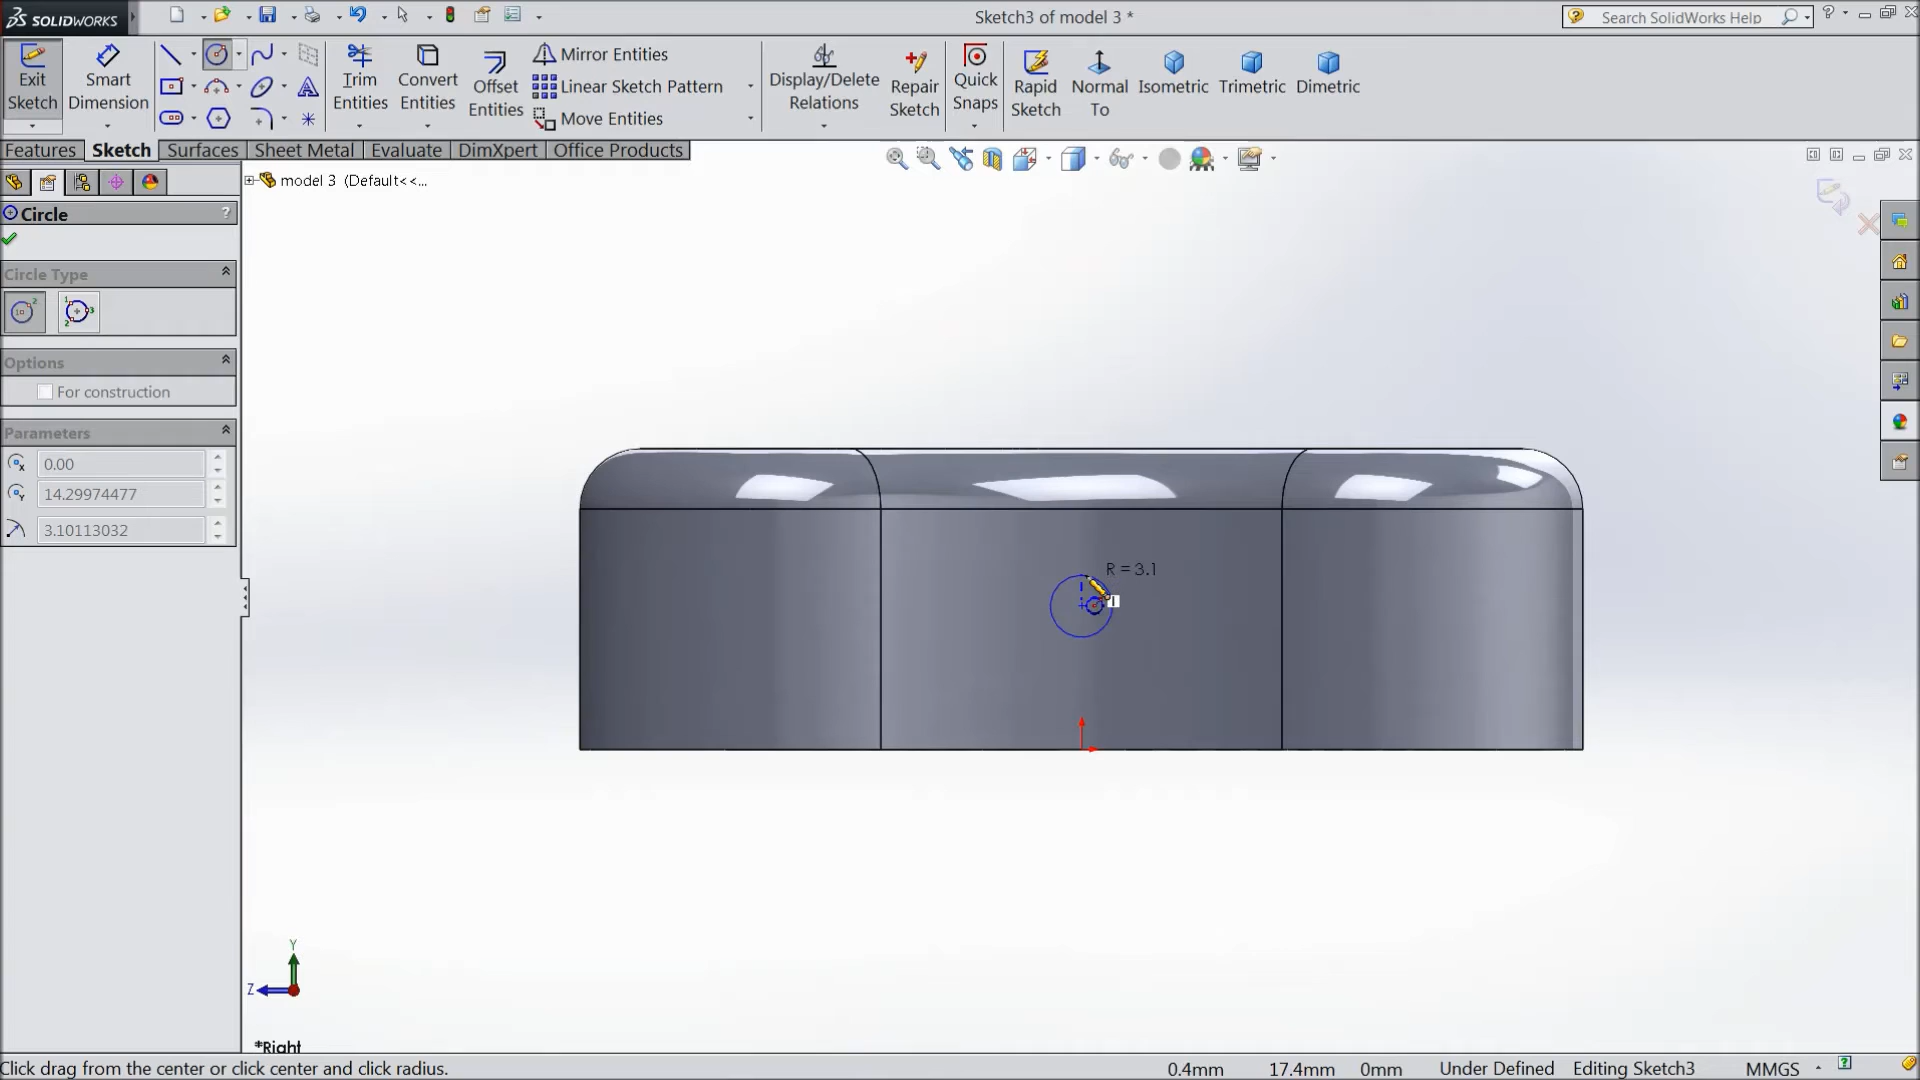 SOLIDWORKS
Sketch3 of model 3 *
Search SolidWorks Help
Exit Sketch
Smart Dimension
Trim Entities
Convert Entities
Offset Entities
Mirror Entities
Linear Sketch Pattern
Move Entities
Display/Delete Relations
Repair Sketch
Quick Snaps
Rapid Sketch
Normal To
Isometric
Trimetric
Dimetric
Features
Sketch
Surfaces
Sheet Metal
Evaluate
DimXpert
Office Products
model 3 (Default<<...
Circle
?
Circle Type
Options
For construction
Parameters
0.00
14.29974477
3.10113032
R = 3.1
Y
Z
*Right
Click drag from the center or click center and click radius.
0.4mm
17.4mm
0mm
Under Defined
Editing Sketch3
MMGS